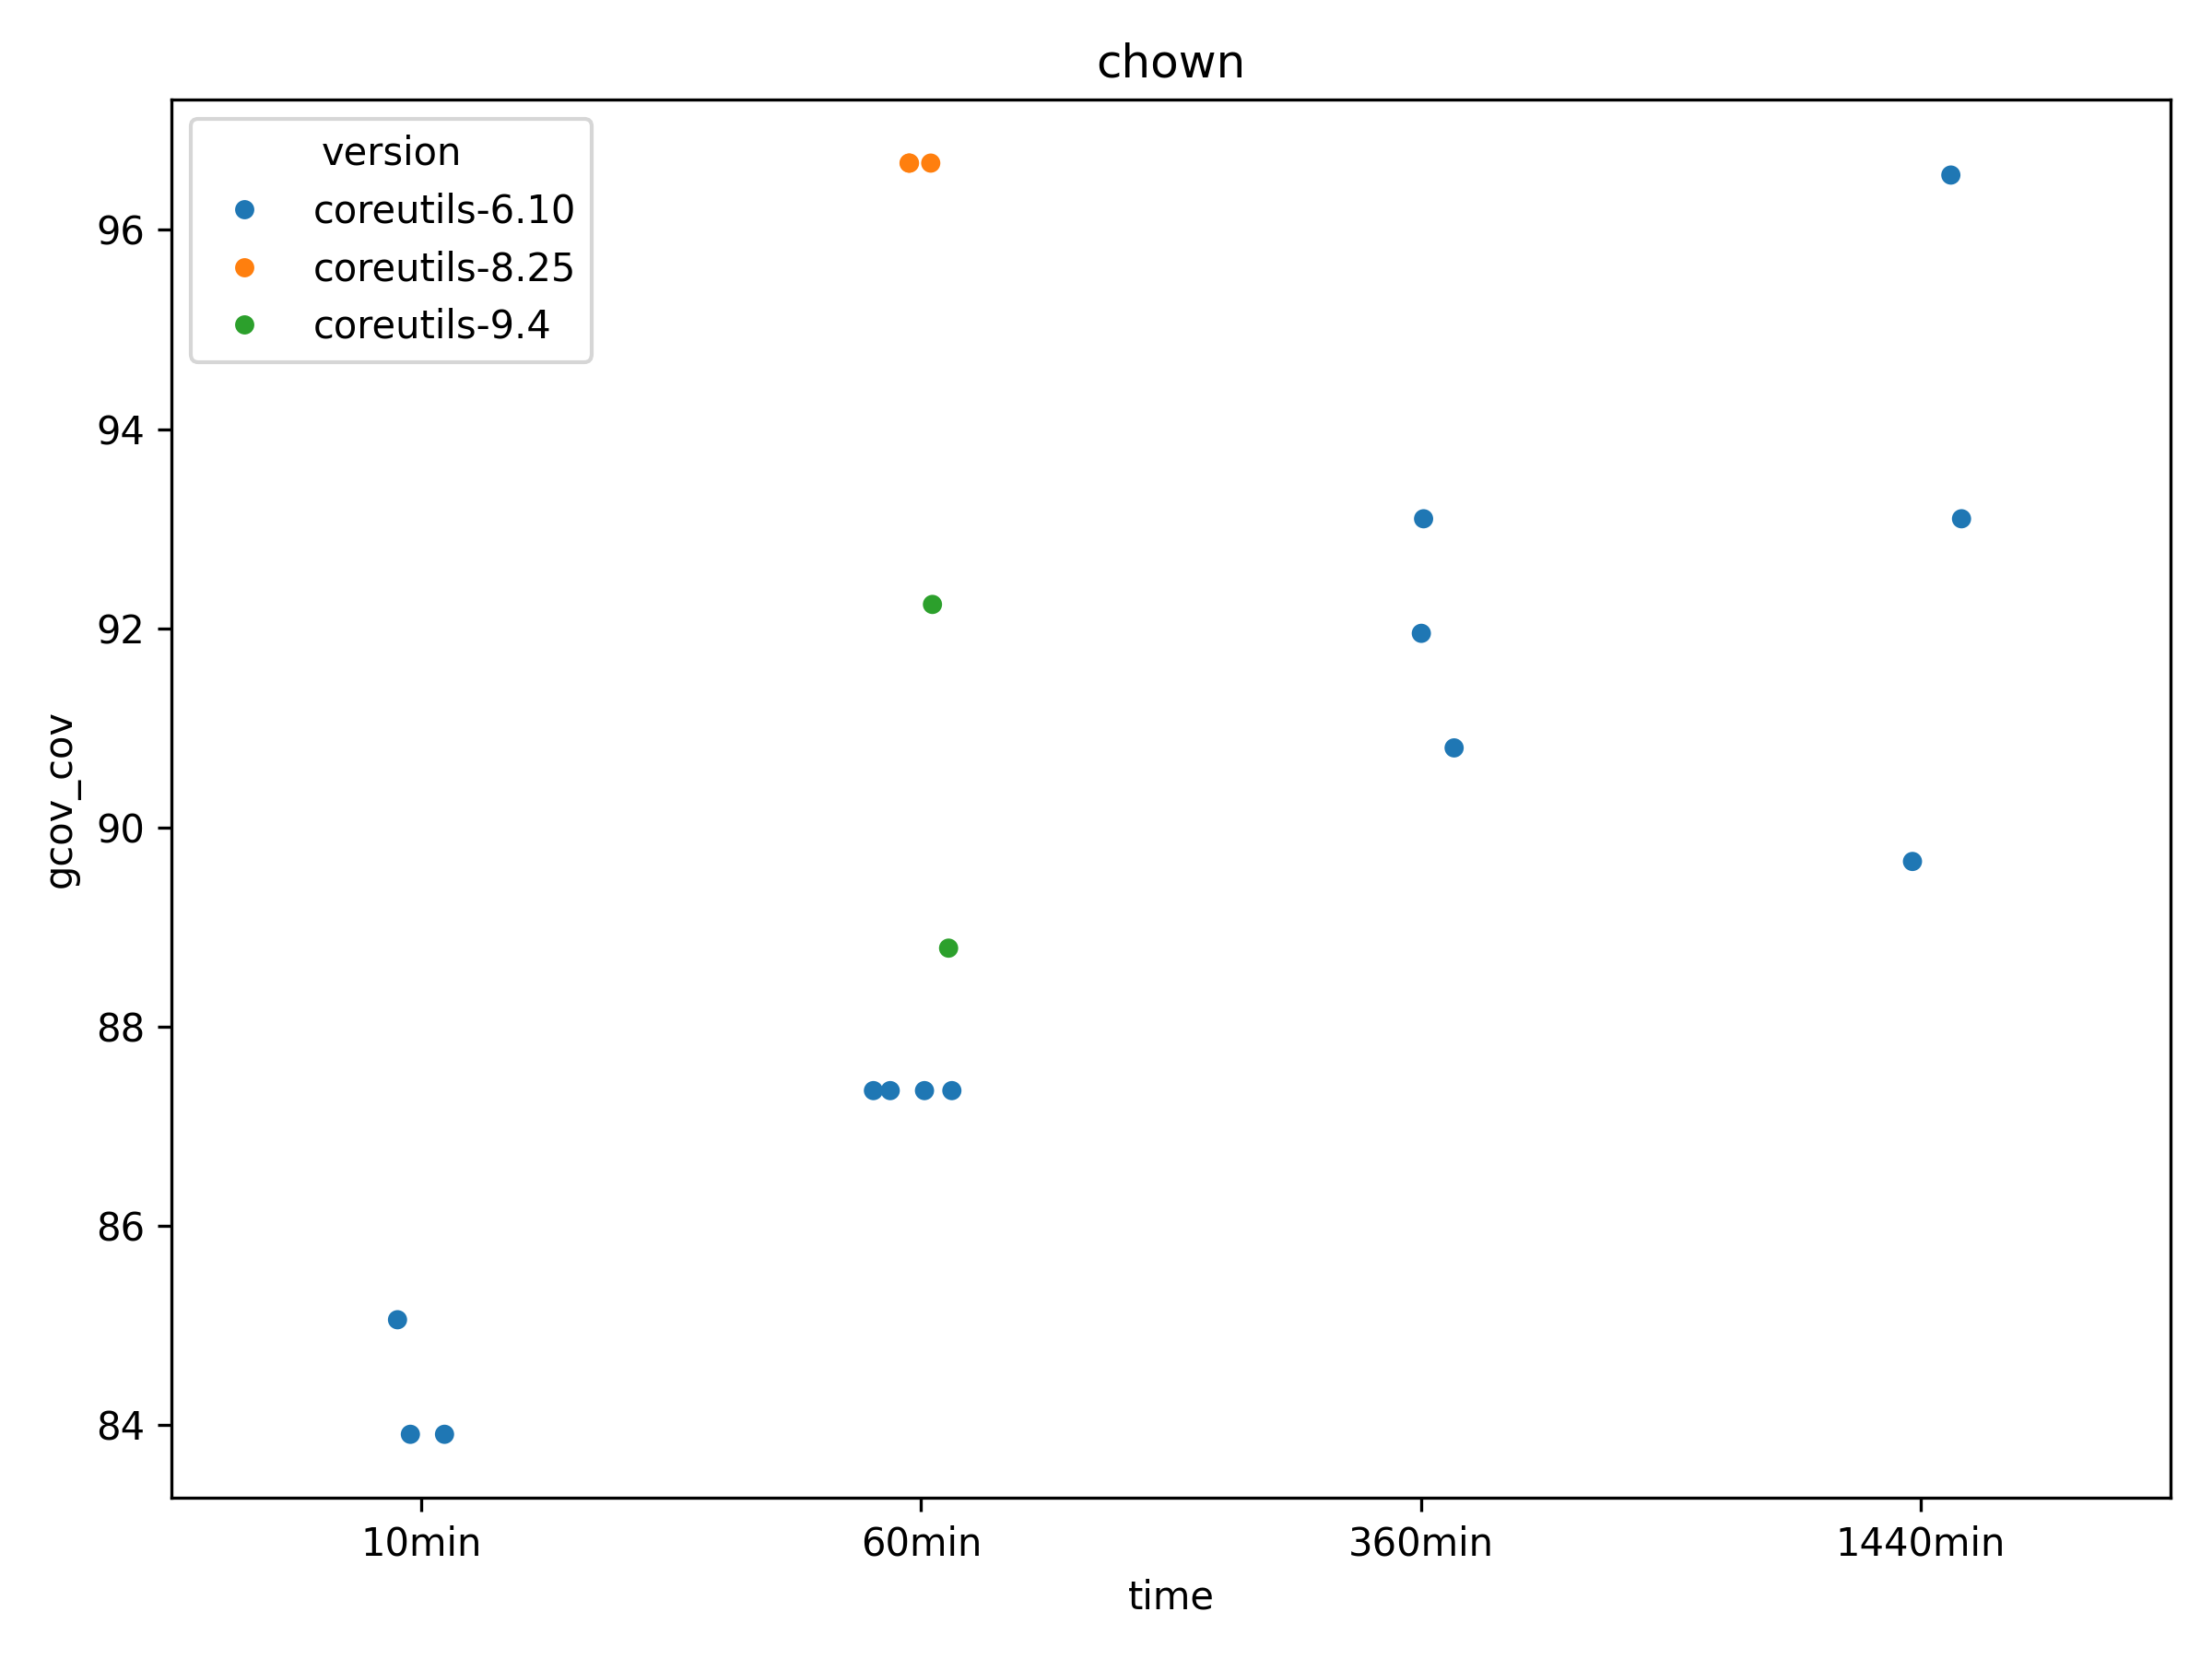 chown
version
coreutils-6.10
coreutils-8.25
coreutils-9.4
96
94
92
90
88
86
84
gcov_cov
10min
60min
360min
1440min
time